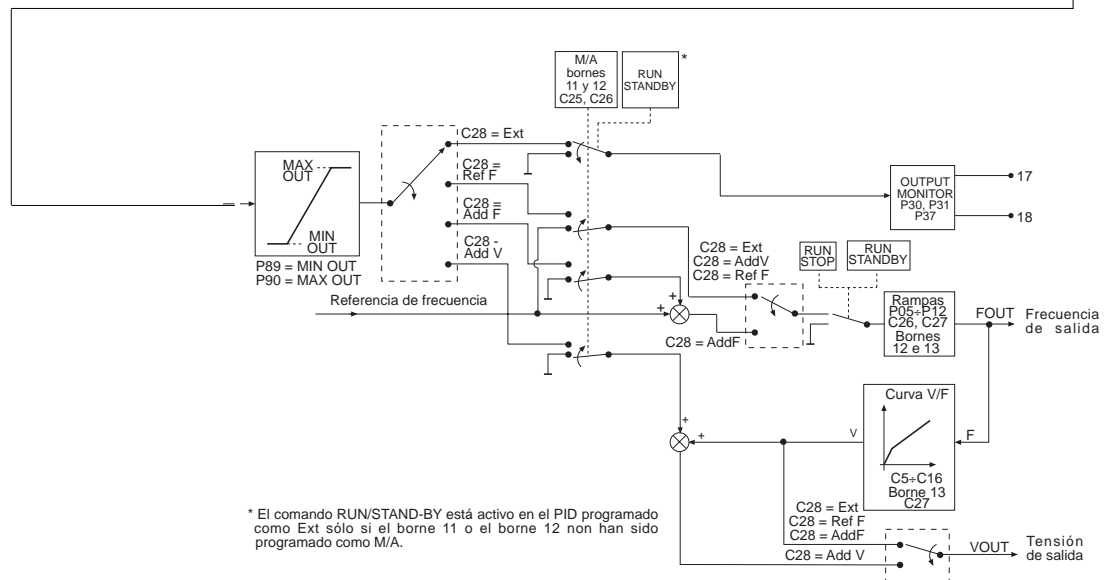 M/A
bornes
11 y 12
C25, C26
RUN
STANDBY
*
C28 = Ext
C28 =
Ref F
C28 =
Add F
C28 -
Add V
MAX
OUT
MIN
OUT
P89 = MIN OUT
P90 = MAX OUT
OUTPUT
MONITOR
P30, P31
P37
17
18
Referencia de frecuencia
+
+
C28 = Ext
C28 = AddV
C28 = Ref F
C28 = AddF
RUN
STOP
RUN
STANDBY
Rampas
P05÷P12
C26, C27
Bornes
12 e 13
FOUT
Frecuencia
de salida
Curva V/F
C5÷C16
Borne 13
C27
F
V
+
+
C28 = Ext
C28 = Ref F
C28 = AddF
C28 = Add V
VOUT
Tensión
de salida
* El comando RUN/STAND-BY está activo en el PID programado
como Ext sólo si el borne 11 o el borne 12 non han sido
programado como M/A.